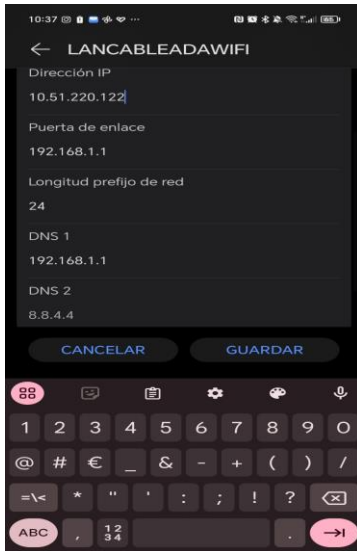 10:37
65
← LANCABLEADAWIFI
Dirección IP
10.51.220.122
Puerta de enlace
192.168.1.1
Longitud prefijo de red
24
DNS 1
192.168.1.1
DNS 2
8.8.4.4
CANCELAR GUARDAR
1 2 3 4 5 6 7 8 9 0
@ # € _ & - + ( ) /
=\< * " ' : ; ! ?
ABC , 12 .
34